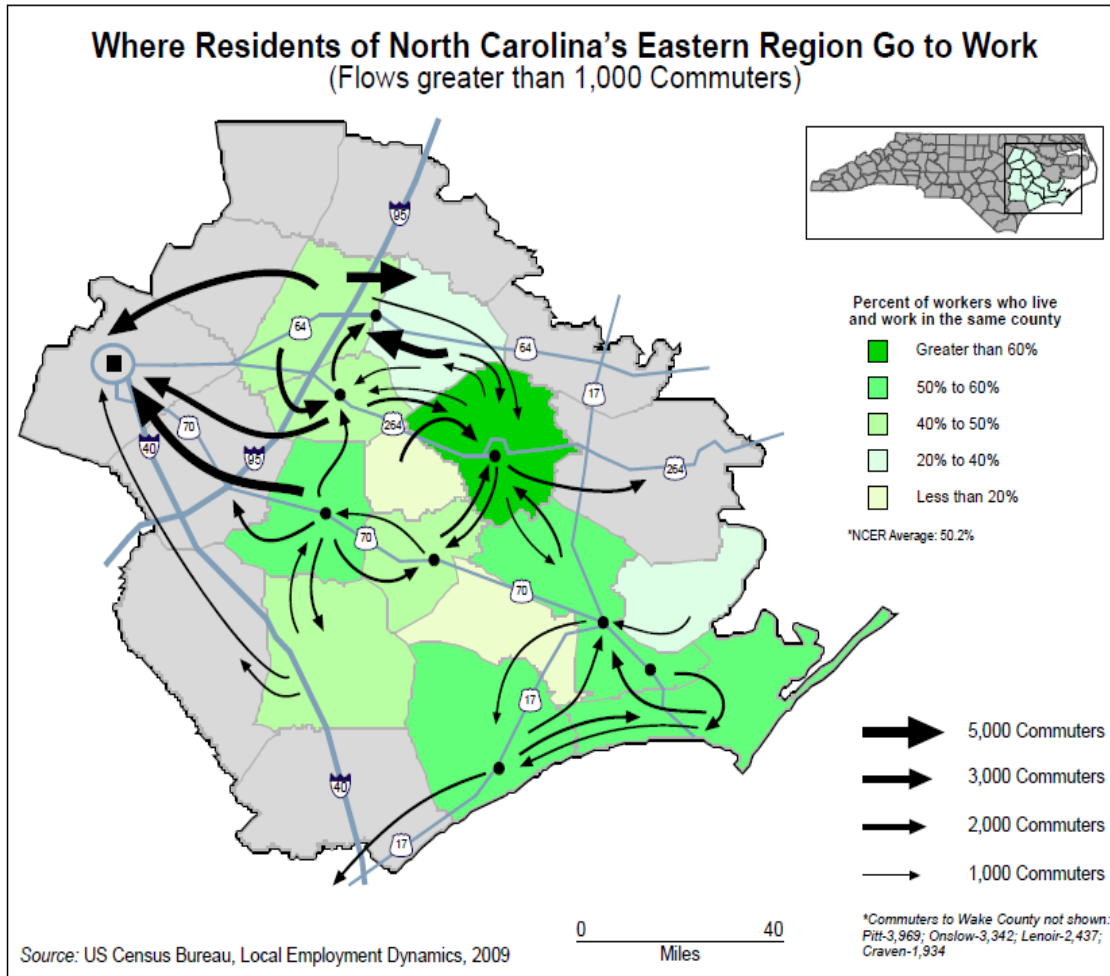 Where Residents of North Carolina's Eastern Region Go to Work
(Flows greater than 1,000 Commuters)
95
64
64
17
70
264
264
40
95
70
70
17
40
17
Percent of workers who live
and work in the same county
Greater than 60%
50% to 60%
40% to 50%
20% to 40%
Less than 20%
*NCER Average: 50.2%
5,000 Commuters
3,000 Commuters
2,000 Commuters
1,000 Commuters
*Commuters to Wake County not shown:
Pitt-3,969; Onslow-3,342; Lenoir-2,437;
Craven-1,934
0 40
Miles
Source: US Census Bureau, Local Employment Dynamics, 2009